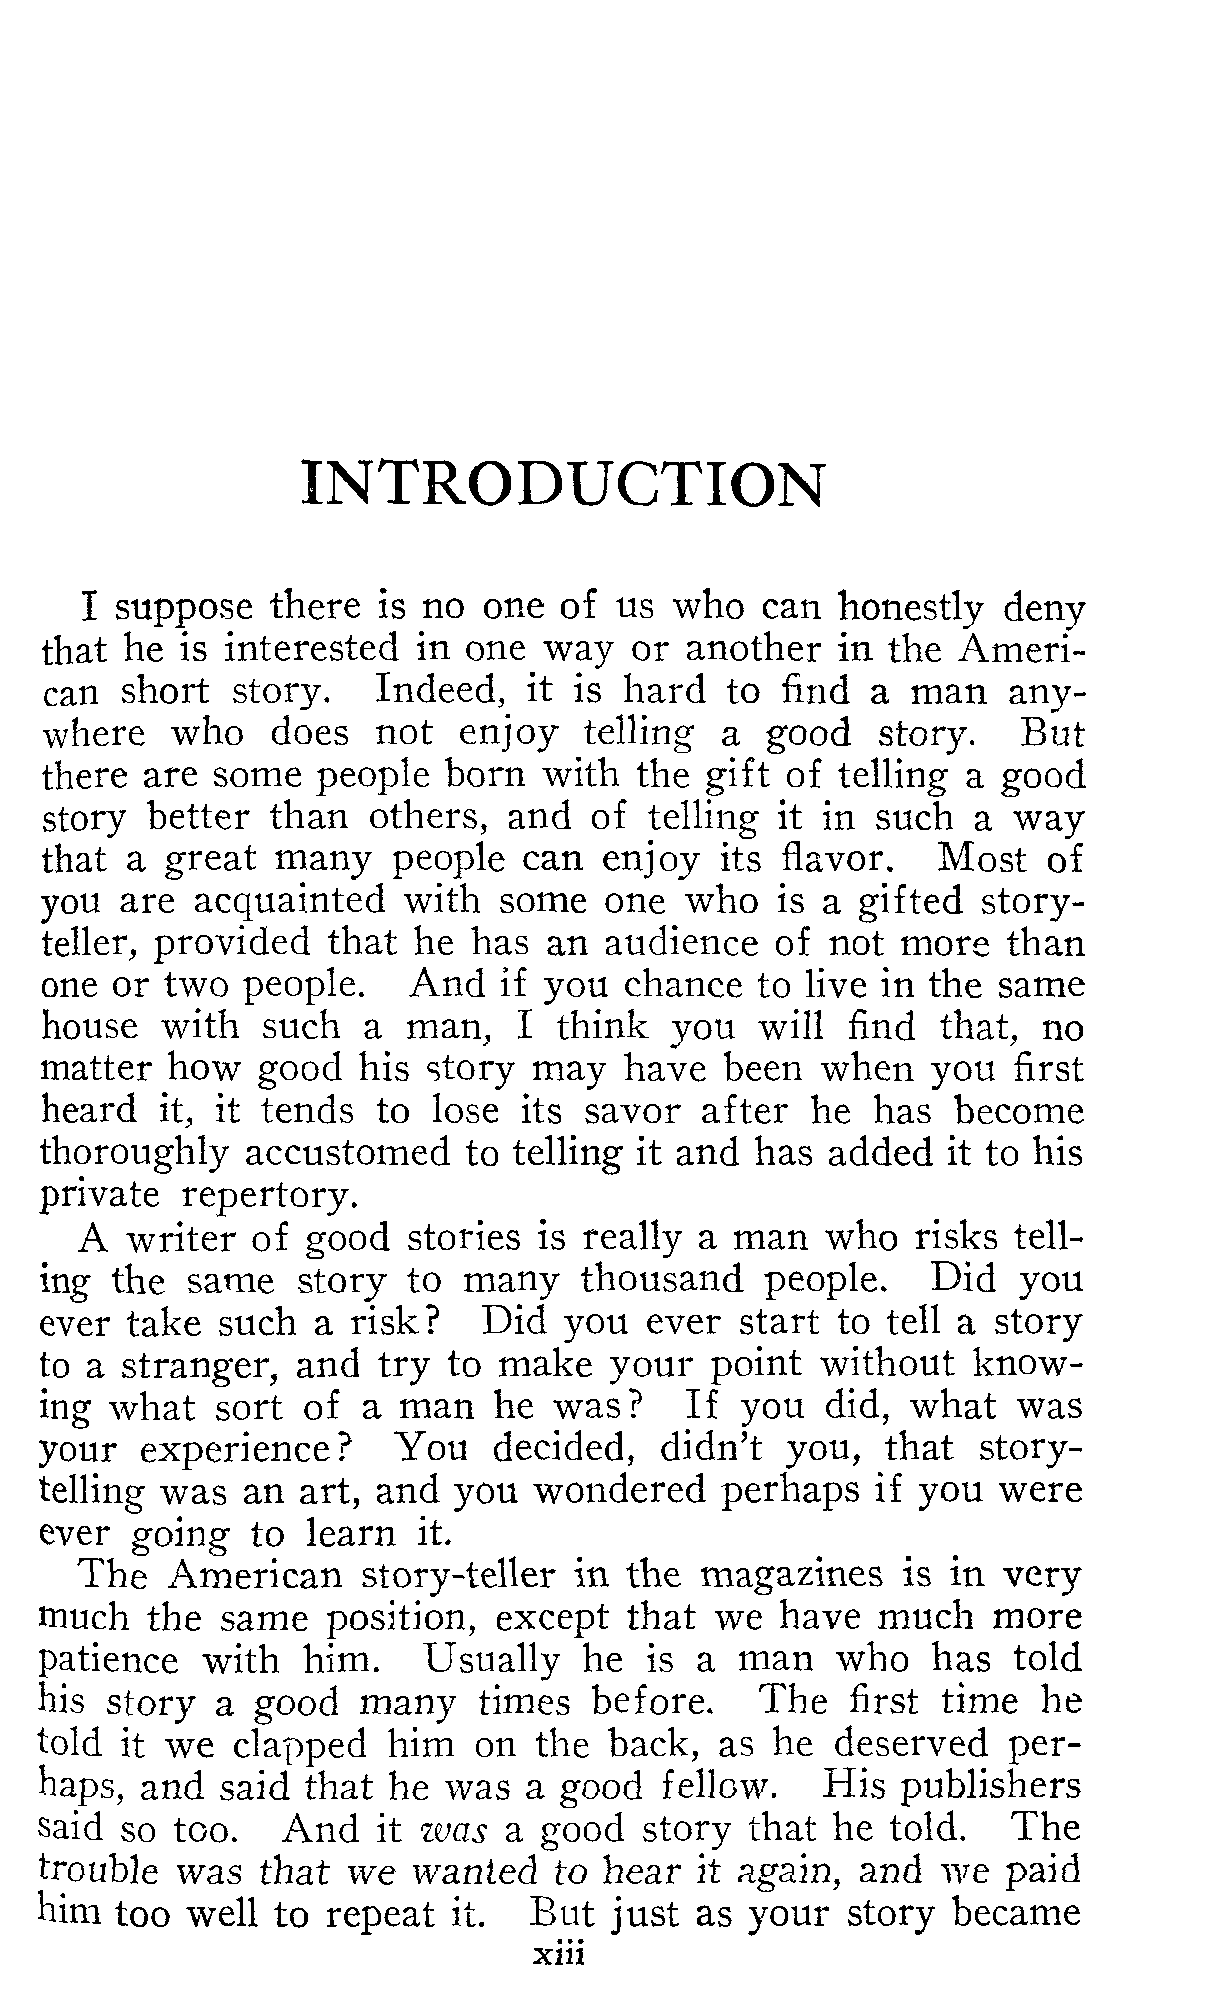 INTRODUCTION
I suppose there is no one of us who can honestly deny
that he is interested in one way or another in the Ameri-
can short story. Indeed, it is hard to find a man any-
where who does not enjoy telling a good story. But
there are some people born with the gift of telling a good
story better than others, and of telling it in such a way
that a great many people can enjoy its flavor. Most of
you are acquainted with some one who is a gifted story-
teller, provided that he has an audience of not more than
one or two people. And if you chance to live in the same
house with such a man, I think you will find that, no
matter how good his story may have been when you first
heard it, it tends to lose its savor after he has become
thoroughly accustomed to telling it and has added it to his
private repertory.
A writer of good stories is really a man who risks tell-
ing the same story to many thousand people. Did you
ever take such a risk? Did you ever start to tell a story
to a stranger, and try to make your point without know-
ing what sort of a man he was? If you did, what was
your experience? You decided, didn't you, that story-
telling was an art, and you wondered perhaps if you were
ever going to learn it.
The American story-teller in the magazines is in very
much the same position, except that we have much more
patience with him. Usually he is a man who has told
his story a good many times before. The first time he
told it we clapped him on the back, as he deserved per-
haps, and said that he was a good fellow. His publishers
said so too. And it was a good story that he told. The
trouble was that we wanted to hear it again, and we paid
him too well to repeat it. But just as your story became
xiii